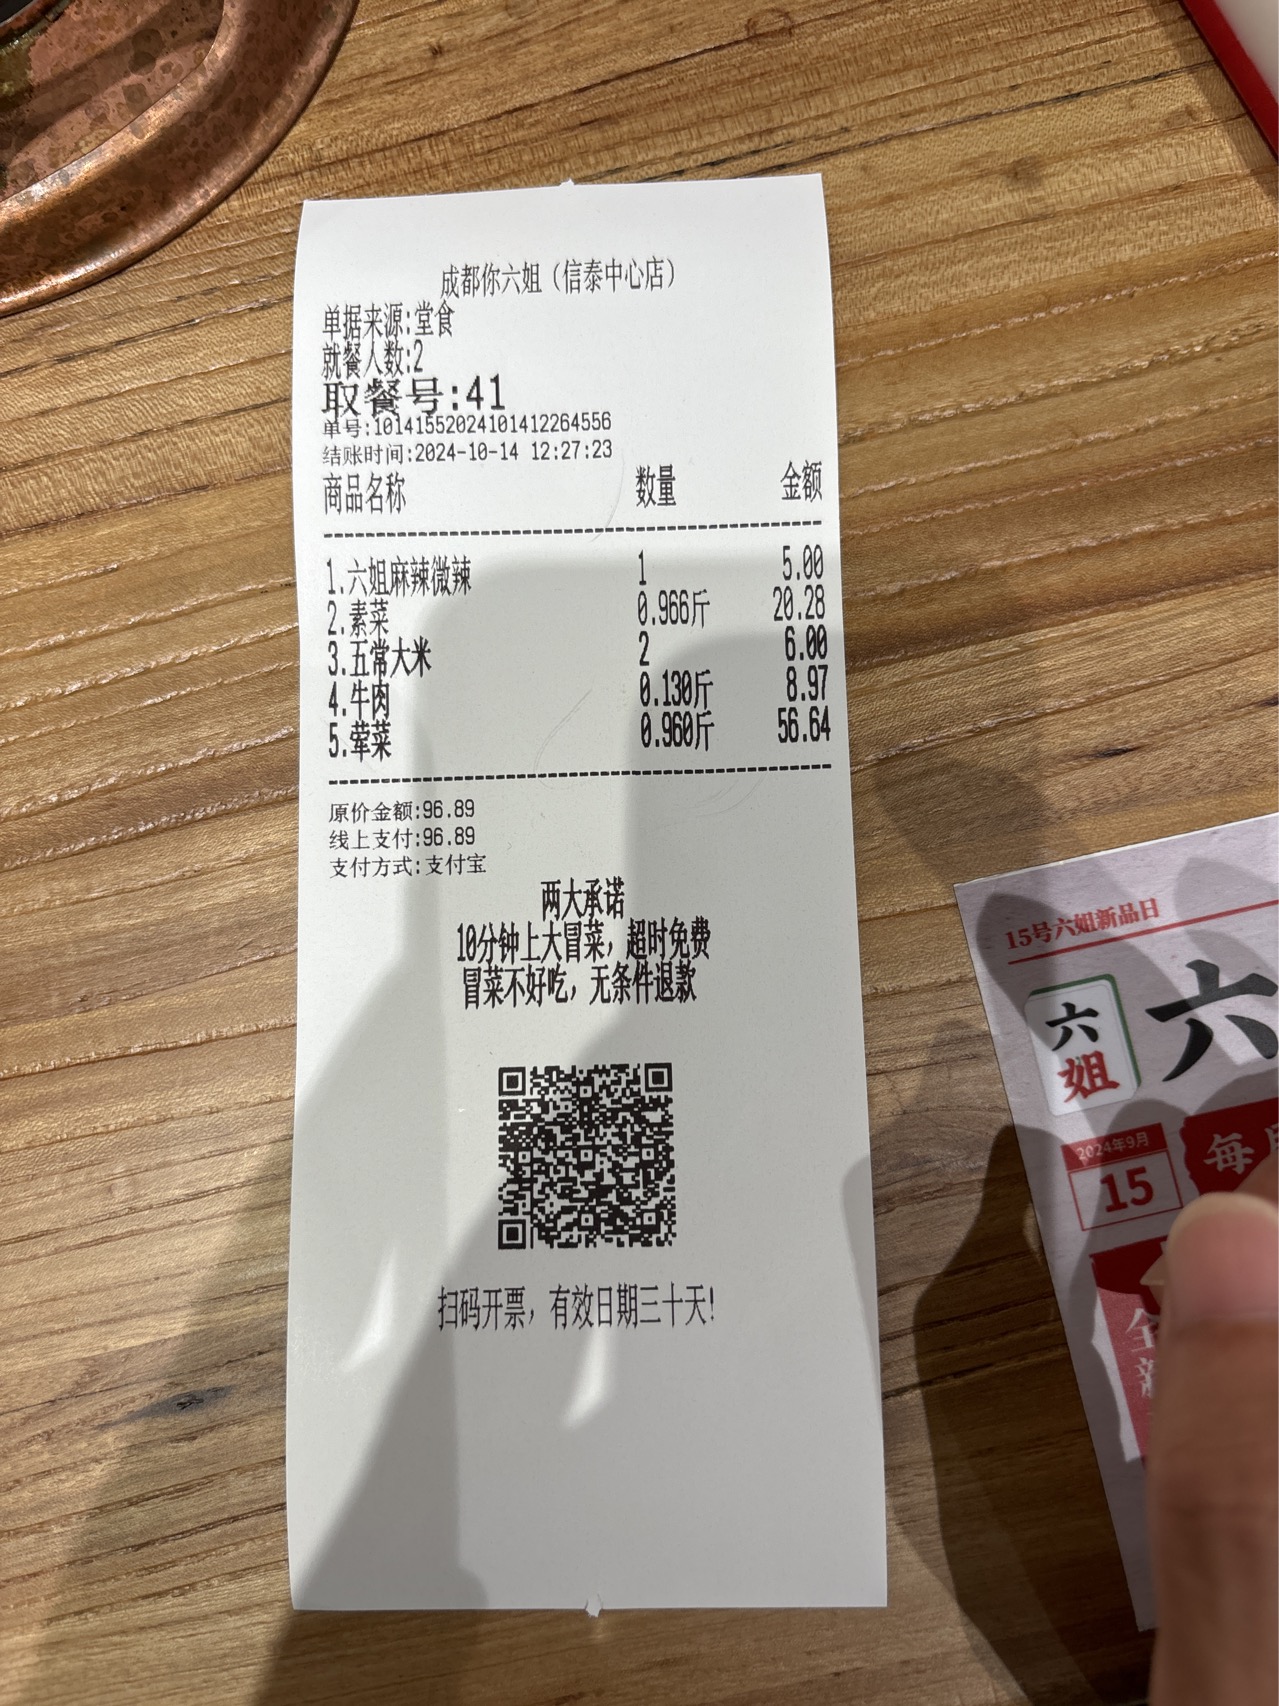 成都你六姐（信泰中心店）
单据来源:堂食
就餐人数:2
取餐号:41
单号:10141552024101412264556
结账时间:2024-10-14 12:27:23
商品名称 数量 金额
1.六姐麻辣微辣 1 5.00
2.素菜 0.966斤 20.28
3.五常大米 2 6.00
4.牛肉 0.130斤 8.97
5.荤菜 0.960斤 56.64
原价金额:96.89
线上支付:96.89
支付方式:支付宝
两大承诺
10分钟上大冒菜，超时免费
冒菜不好吃，无条件退款
扫码开票，有效日期三十天!
15号六姐新品日
六姐
六
2024年9月
15
每